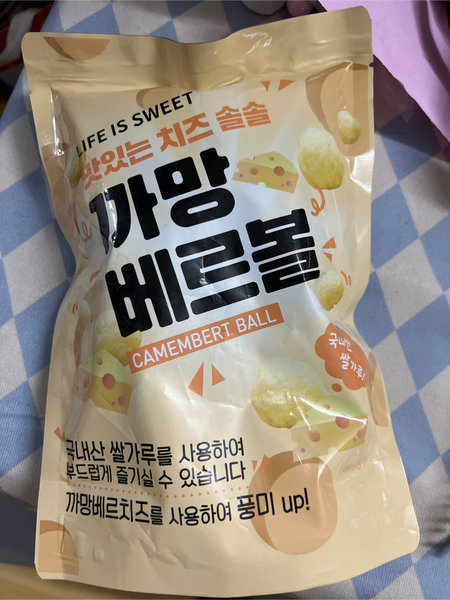 LIFE IS SWEET
맛있는 치즈 솔솔
까망
베르볼
CAMEMBERT BALL
국내산
쌀가루!
국내산 쌀가루를 사용하여
부드럽게 즐기실 수 있습니다
까망베르치즈를 사용하여 풍미 up!